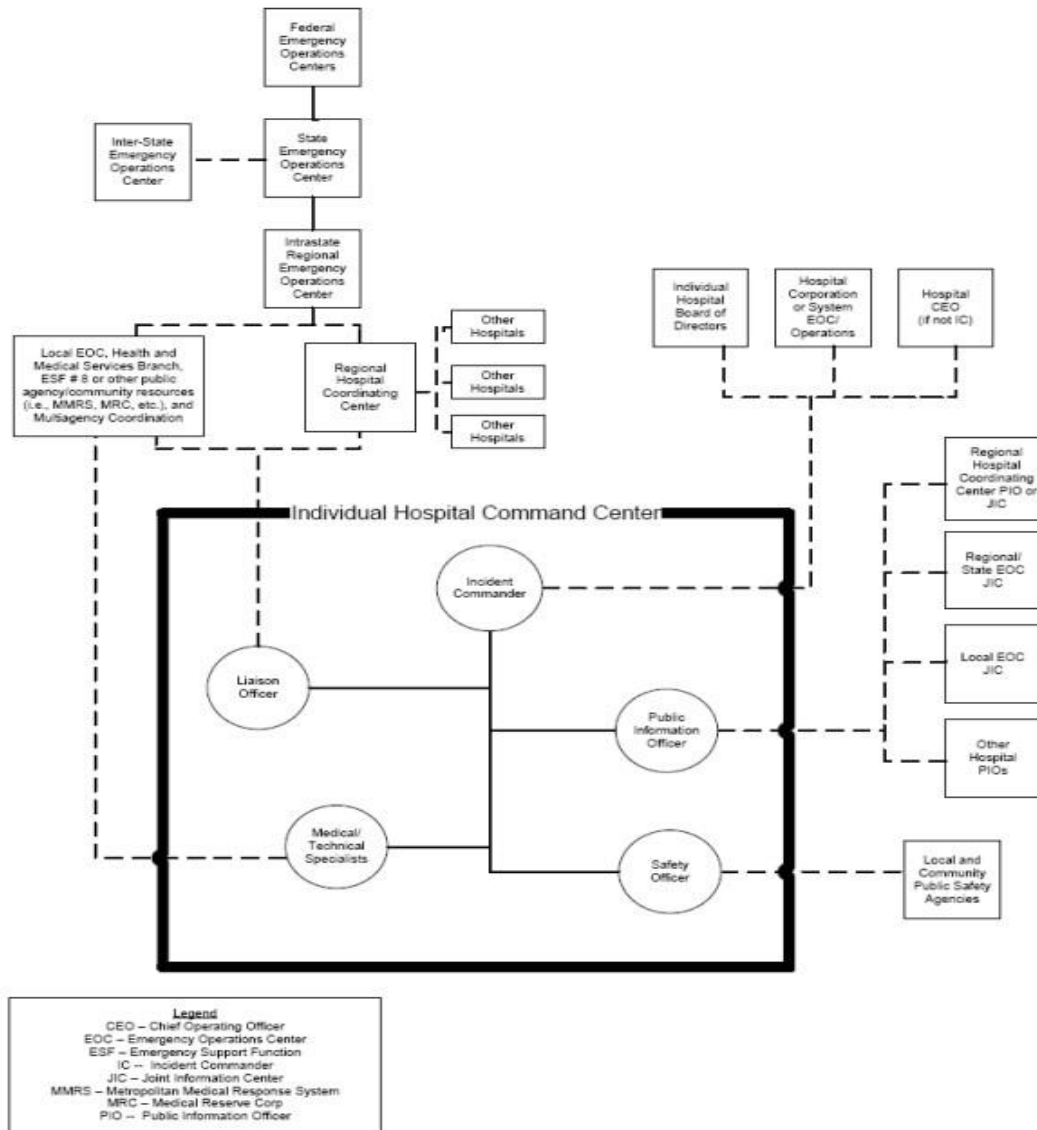 Federal
Emergency
Operations
Centers
Inter-State
Emergency
Operations
Center
State
Emergency
Operations
Center
Intrastate
Regional
Emergency
Operations
Center
Local EOC, Health and
Medical Services Branch,
ESF # 8 or other public
agency/community resources
(i.e., MMRS, MRC, etc.), and
Multiagency Coordination
Regional
Hospital
Coordinating
Center
Other
Hospitals
Other
Hospitals
Other
Hospitals
Individual
Hospital
Board of
Directors
Hospital
Corporation
or System
EOC/
Operations
Hospital
CEO
(if not IC)
Regional
Hospital
Coordinating
Center PIO or
JIC
Regional/
State EOC
JIC
Local EOC
JIC
Other
Hospital
PIOs
Local and
Community
Public Safety
Agencies
Individual Hospital Command Center
Incident
Commander
Liaison
Officer
Public
Information
Officer
Medical/
Technical
Specialists
Safety
Officer
Legend
CEO – Chief Operating Officer
EOC – Emergency Operations Center
ESF – Emergency Support Function
IC -- Incident Commander
JIC – Joint Information Center
MMRS – Metropolitan Medical Response System
MRC – Medical Reserve Corp
PIO -- Public Information Officer